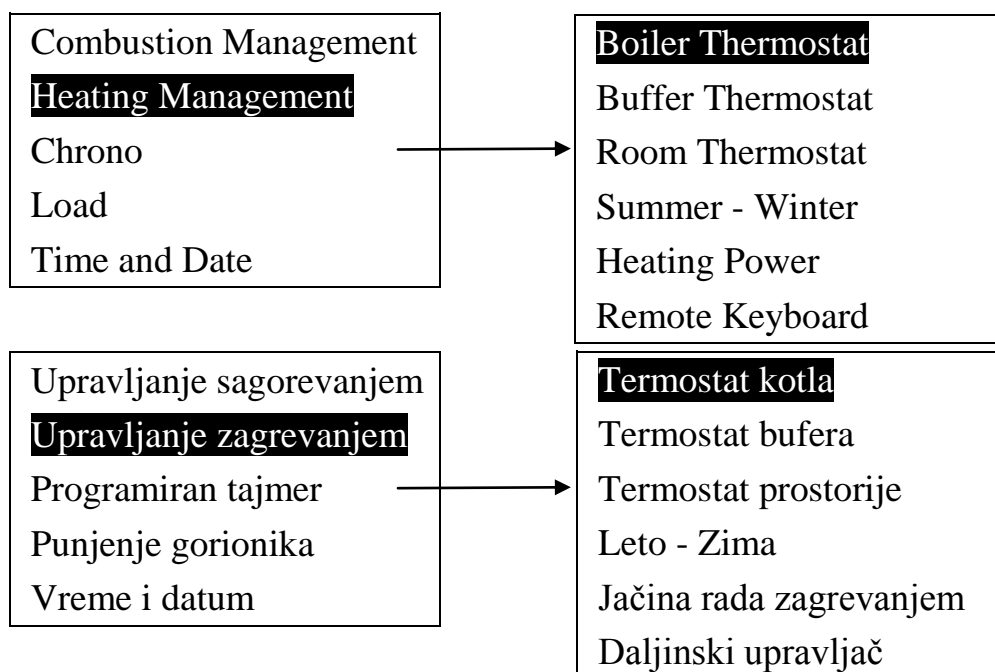 Combustion Management
Heating Management
Chrono
Load
Time and Date
Boiler Thermostat
Buffer Thermostat
Room Thermostat
Summer - Winter
Heating Power
Remote Keyboard
Upravljanje sagorevanjem
Upravljanje zagrevanjem
Programiran tajmer
Punjenje gorionika
Vreme i datum
Termostat kotla
Termostat bufera
Termostat prostorije
Leto - Zima
Jačina rada zagrevanjem
Daljinski upravljač